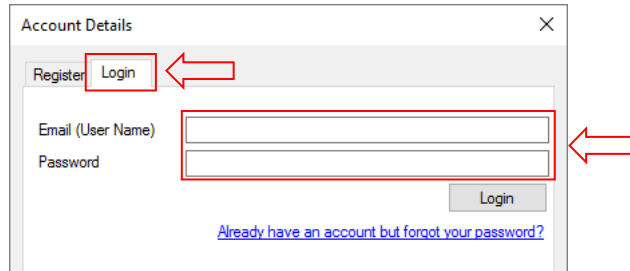 Account Details
Register Login
Email (User Name)
Password
Login
Already have an account but forgot your password?